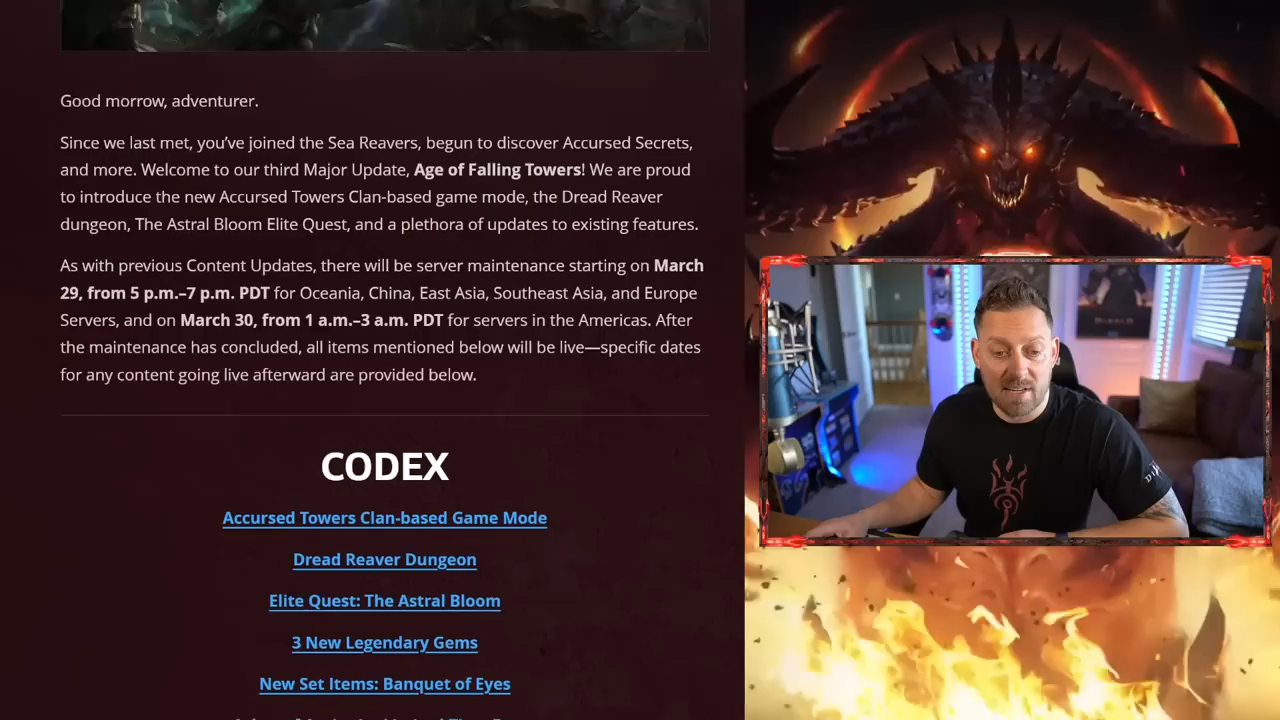 Good morrow, adventurer.
Since we last met, you’ve joined the Sea Reavers, begun to discover Accursed Secrets,
and more. Welcome to our third Major Update, Age of Falling Towers! We are proud
to introduce the new Accursed Towers Clan-based game mode, the Dread Reaver
dungeon, The Astral Bloom Elite Quest, and a plethora of updates to existing features.
As with previous Content Updates, there will be server maintenance starting on March
29, from 5 p.m.–7 p.m. PDT for Oceania, China, East Asia, Southeast Asia, and Europe
Servers, and on March 30, from 1 a.m.–3 a.m. PDT for servers in the Americas. After
the maintenance has concluded, all items mentioned below will be live—specific dates
for any content going live afterward are provided below.
CODEX
Accursed Towers Clan-based Game Mode
Dread Reaver Dungeon
Elite Quest: The Astral Bloom
3 New Legendary Gems
New Set Items: Banquet of Eyes
DIABLO